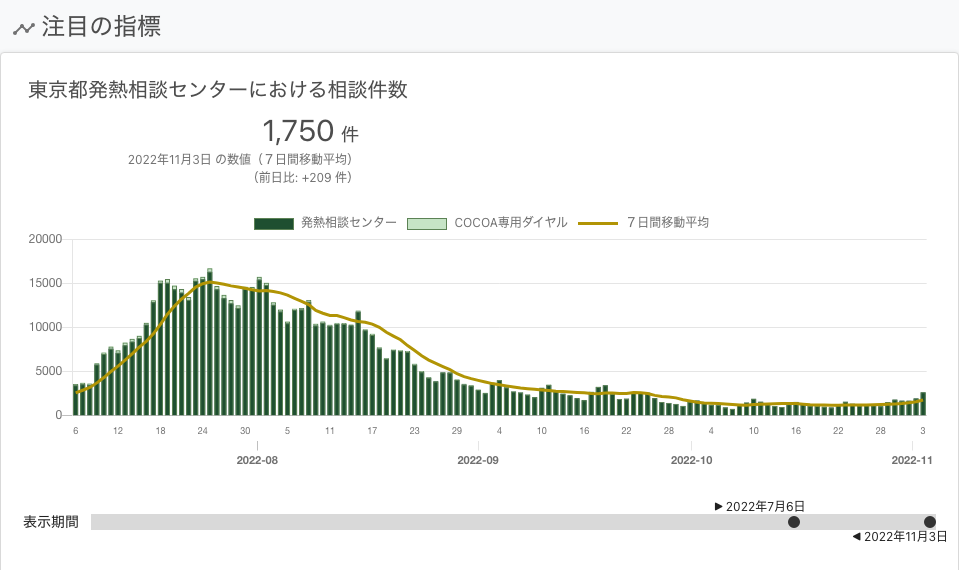 注目の指標
東京都発熱相談センターにおける相談件数
1,750 件
2022年11月3日 の数値（７日間移動平均）
（前日比: +209 件）
発熱相談センター COCOA専用ダイヤル ７日間移動平均
20000
15000
10000
5000
0
6 12 18 24 30 5 11 17 23 29 4 10 16 22 28 4 10 16 22 28 3
2022-08 2022-09 2022-10 2022-11
▶ 2022年7月6日
表示期間
◀ 2022年11月3日